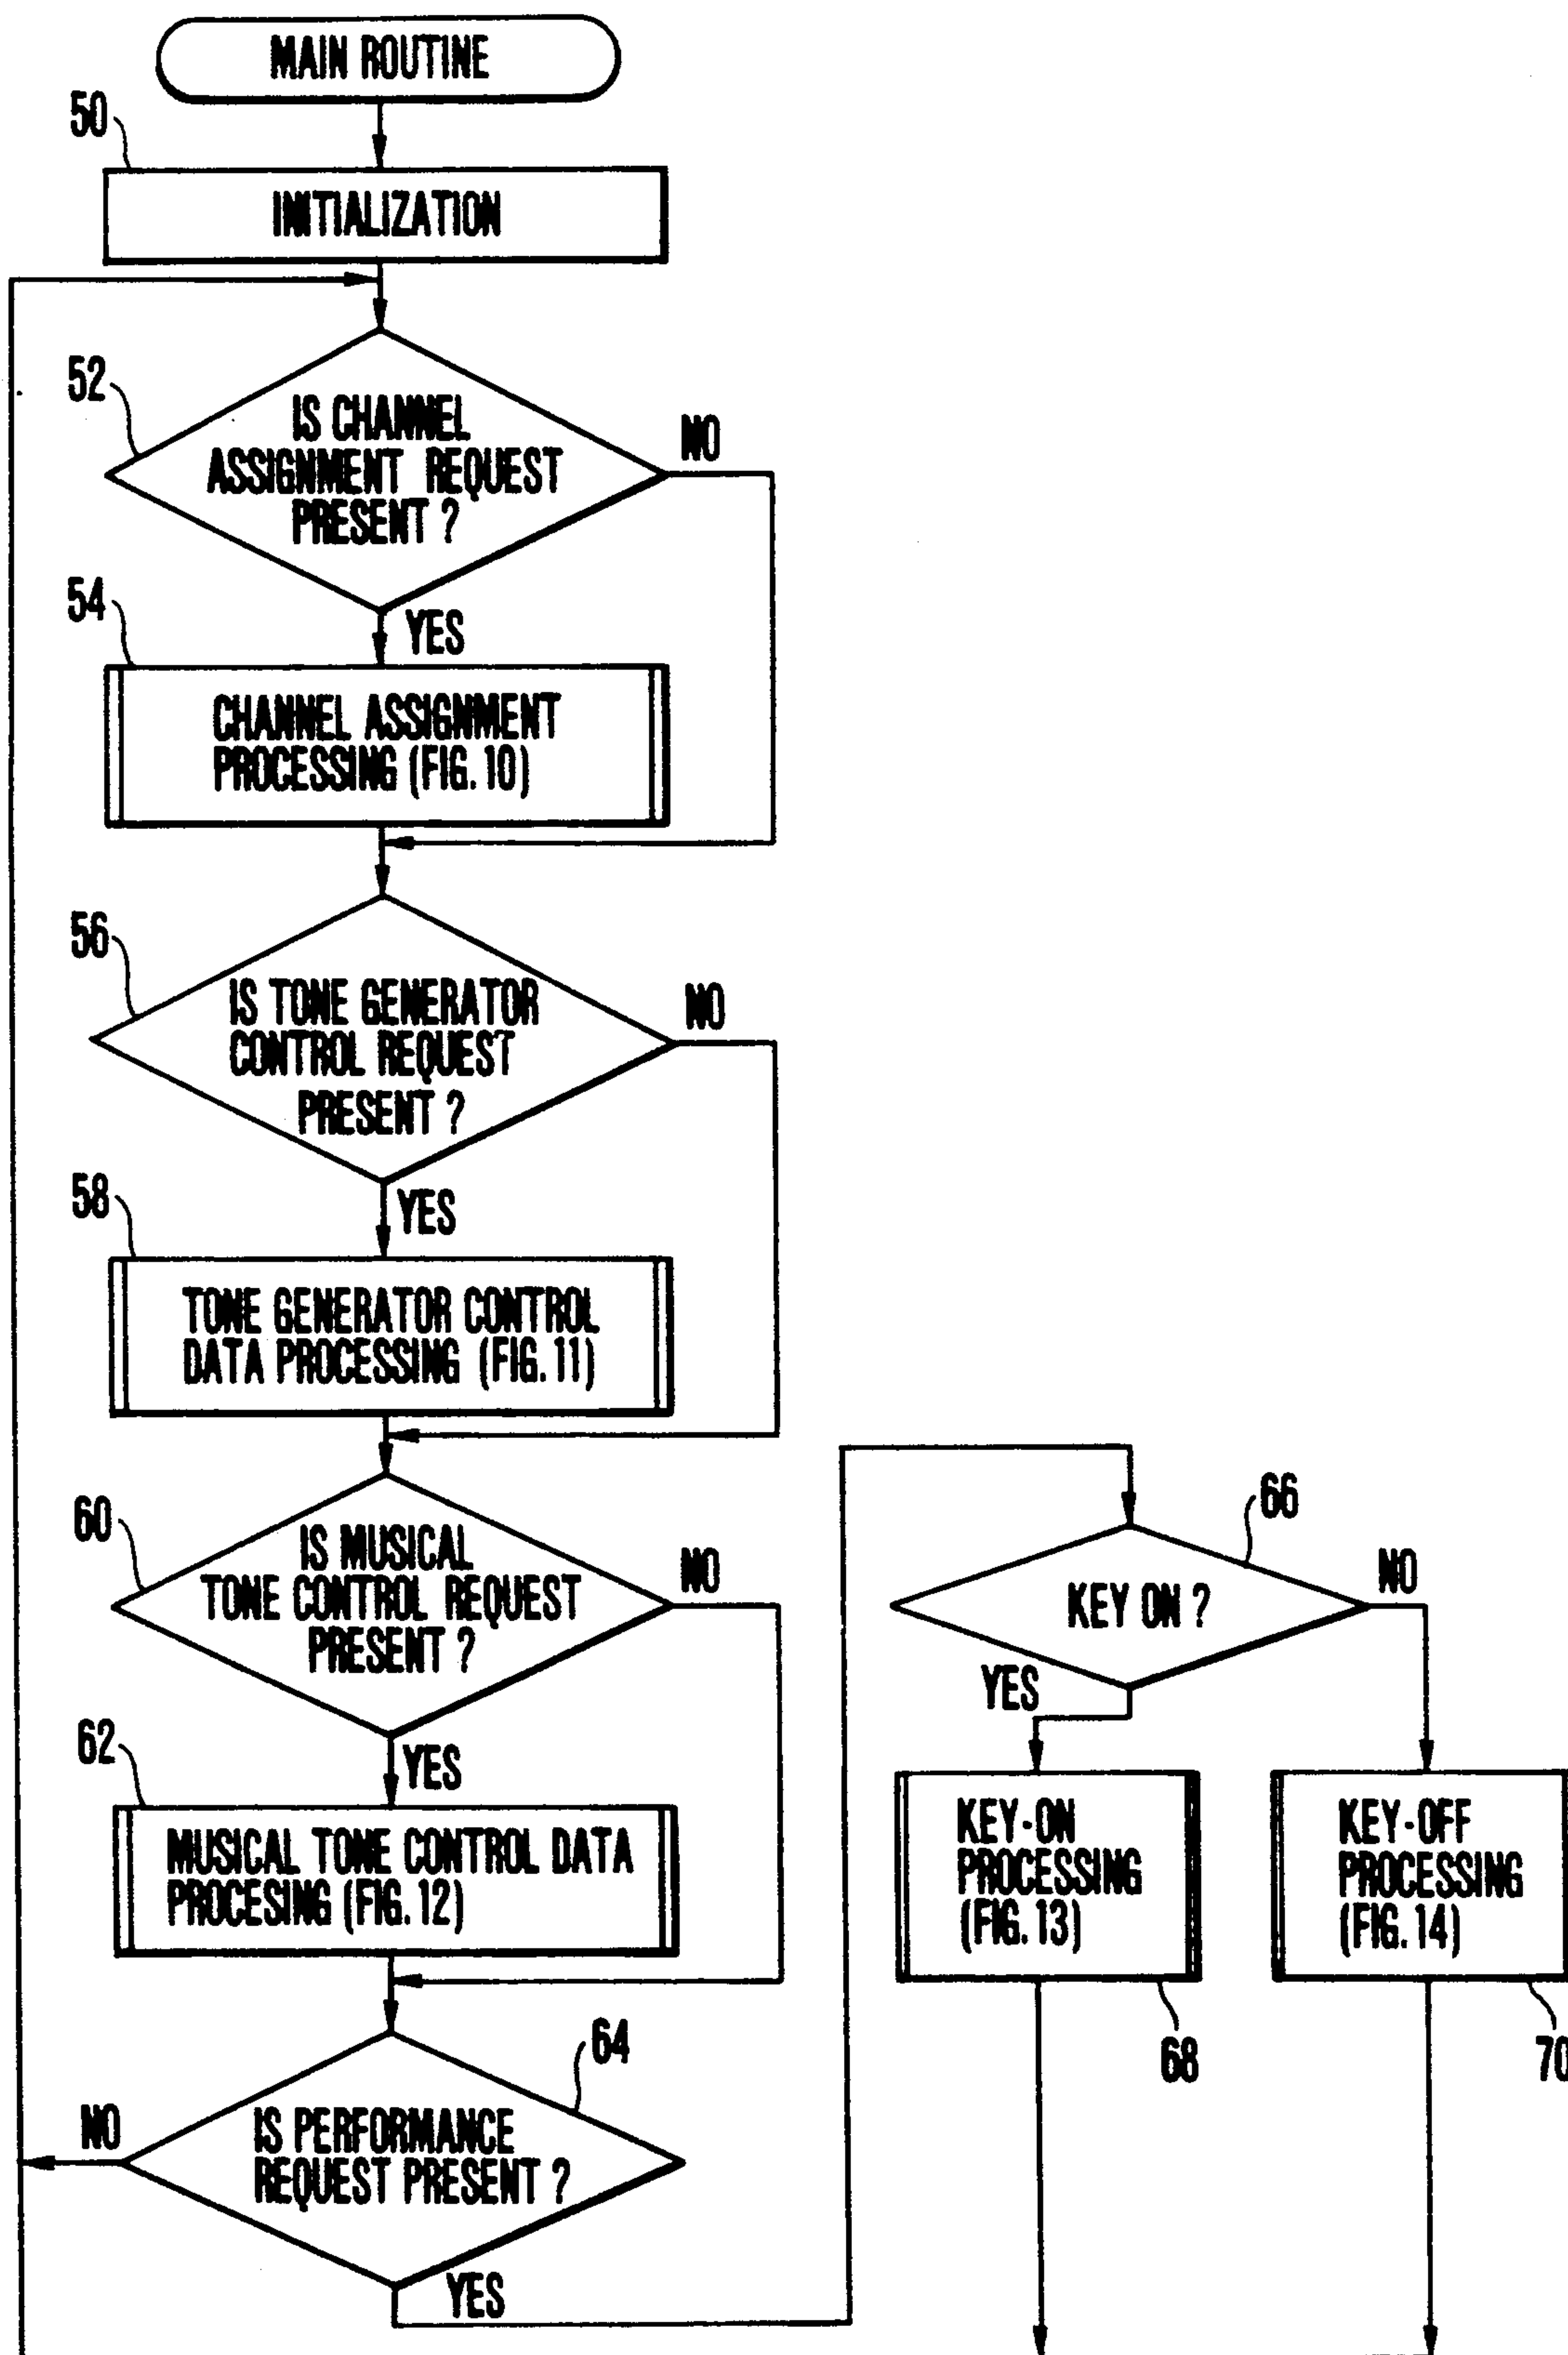 MAIN ROUTINE
50
INITIALIZATION
52
IS CHANNEL
ASSIGNMENT REQUEST
PRESENT ?
NO
YES
54
CHANNEL ASSIGNMENT
PROCESSING (FIG. 10)
56
IS TONE GENERATOR
CONTROL REQUEST
PRESENT ?
NO
YES
58
TONE GENERATOR CONTROL
DATA PROCESSING (FIG. 11)
60
IS MUSICAL
TONE CONTROL REQUEST
PRESENT ?
NO
YES
62
MUSICAL TONE CONTROL DATA
PROCESING (FIG. 12)
64
IS PERFORMANCE
REQUEST PRESENT ?
NO
YES
66
KEY ON ?
NO
YES
KEY-ON
PROCESSING
(FIG. 13)
68
KEY-OFF
PROCESSING
(FIG. 14)
70